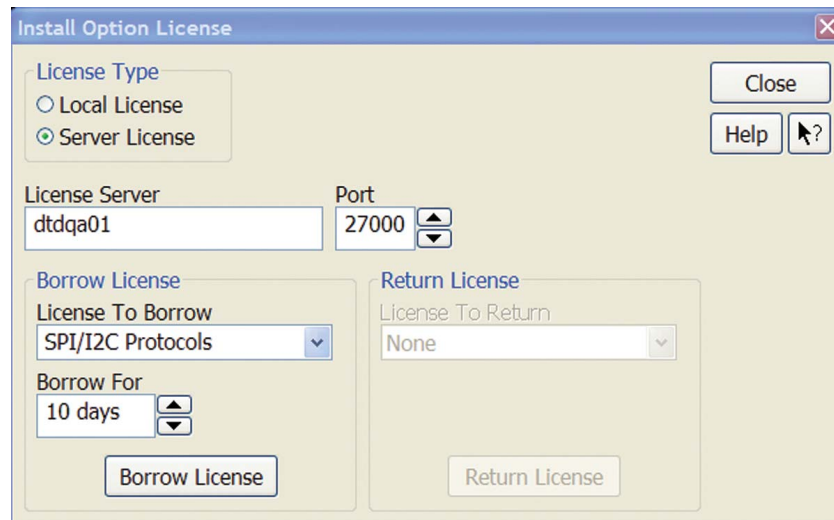 Install Option License
License Type
Local License
Server License
Close
Help
?
License Server
dtdqa01
Port
27000
Borrow License
License To Borrow
SPI/I2C Protocols
Borrow For
10 days
Borrow License
Return License
License To Return
None
Return License